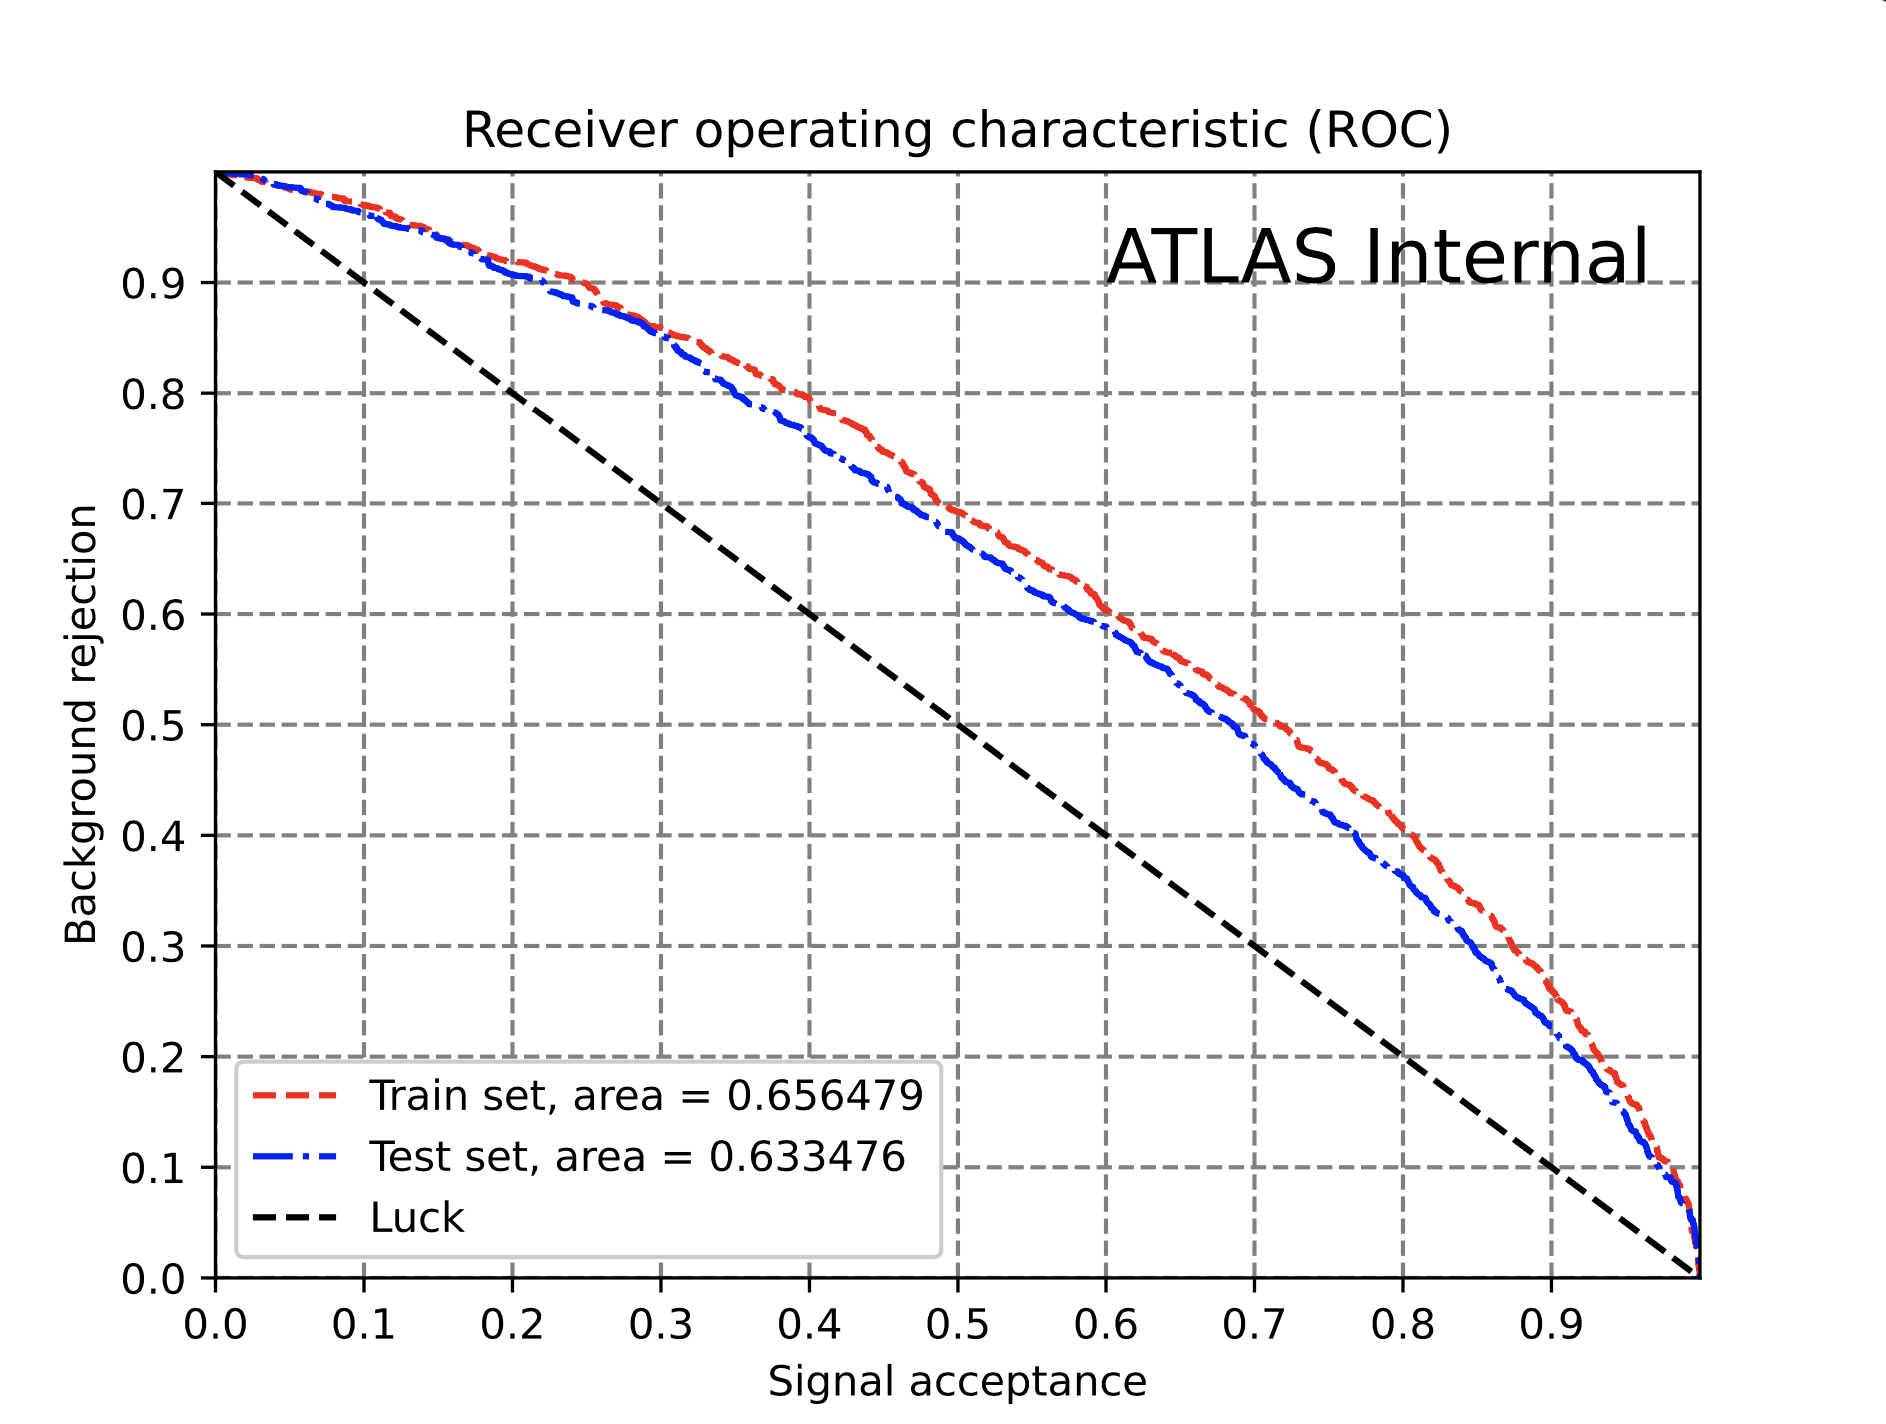 Receiver operating characteristic (ROC)
ATLAS Internal
Background rejection
0.9
0.8
0.7
0.6
0.5
0.4
0.3
0.2
0.1
0.0
Train set, area = 0.656479
Test set, area = 0.633476
Luck
0.0 0.1 0.2 0.3 0.4 0.5 0.6 0.7 0.8 0.9
Signal acceptance